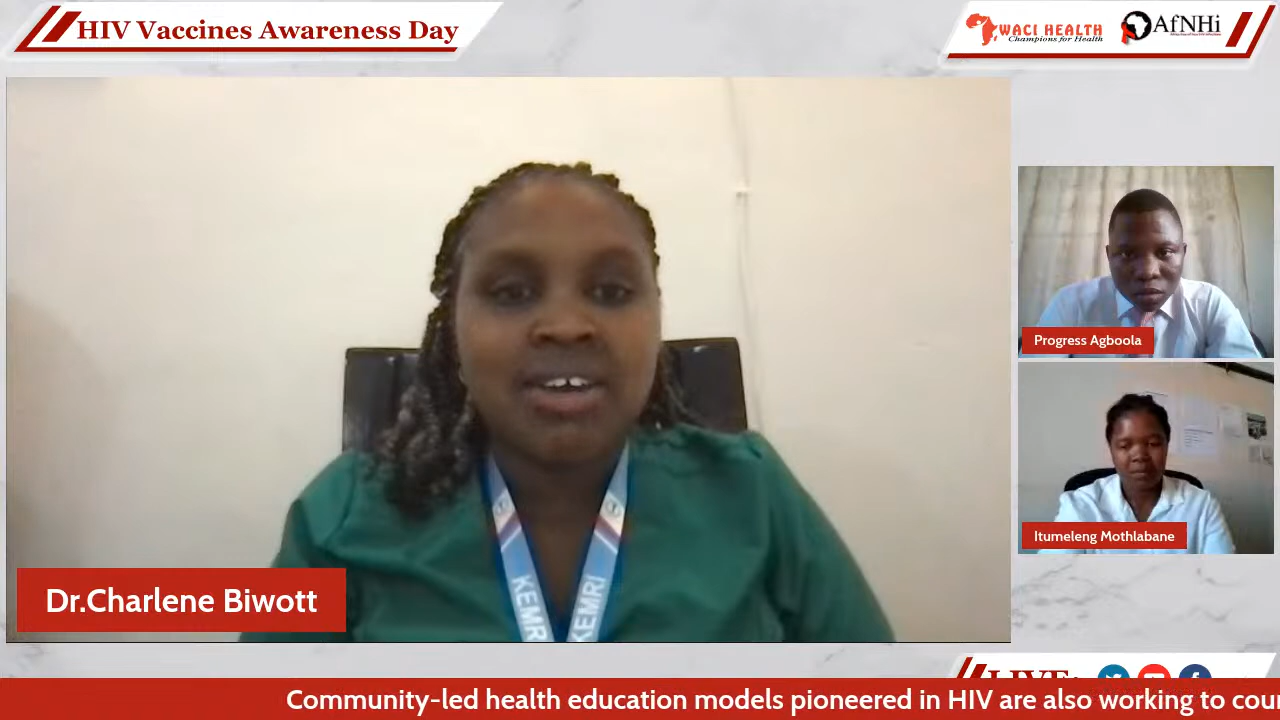 HIV Vaccines Awareness Day
WACI HEALTH
Champions for Health
AfNHi
Progress Agboola
Itumeleng Mothlabane
KEMRI
KEMRI
Dr.Charlene Biwott
LIVE:
Community-led health education models pioneered in HIV are also working to cou